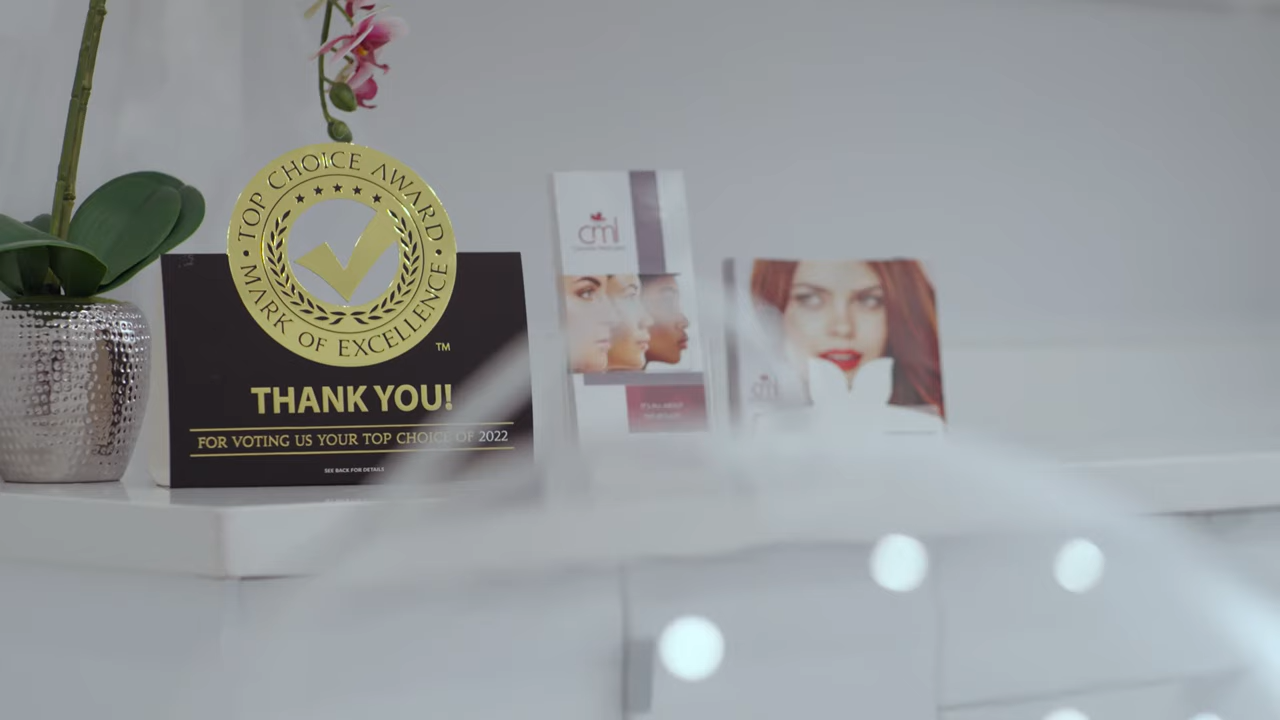 TOP CHOICE AWARD
MARK OF EXCELLENCE
TM
THANK YOU!
FOR VOTING US YOUR TOP CHOICE OF 2022
SEE BACK FOR DETAILS
cml